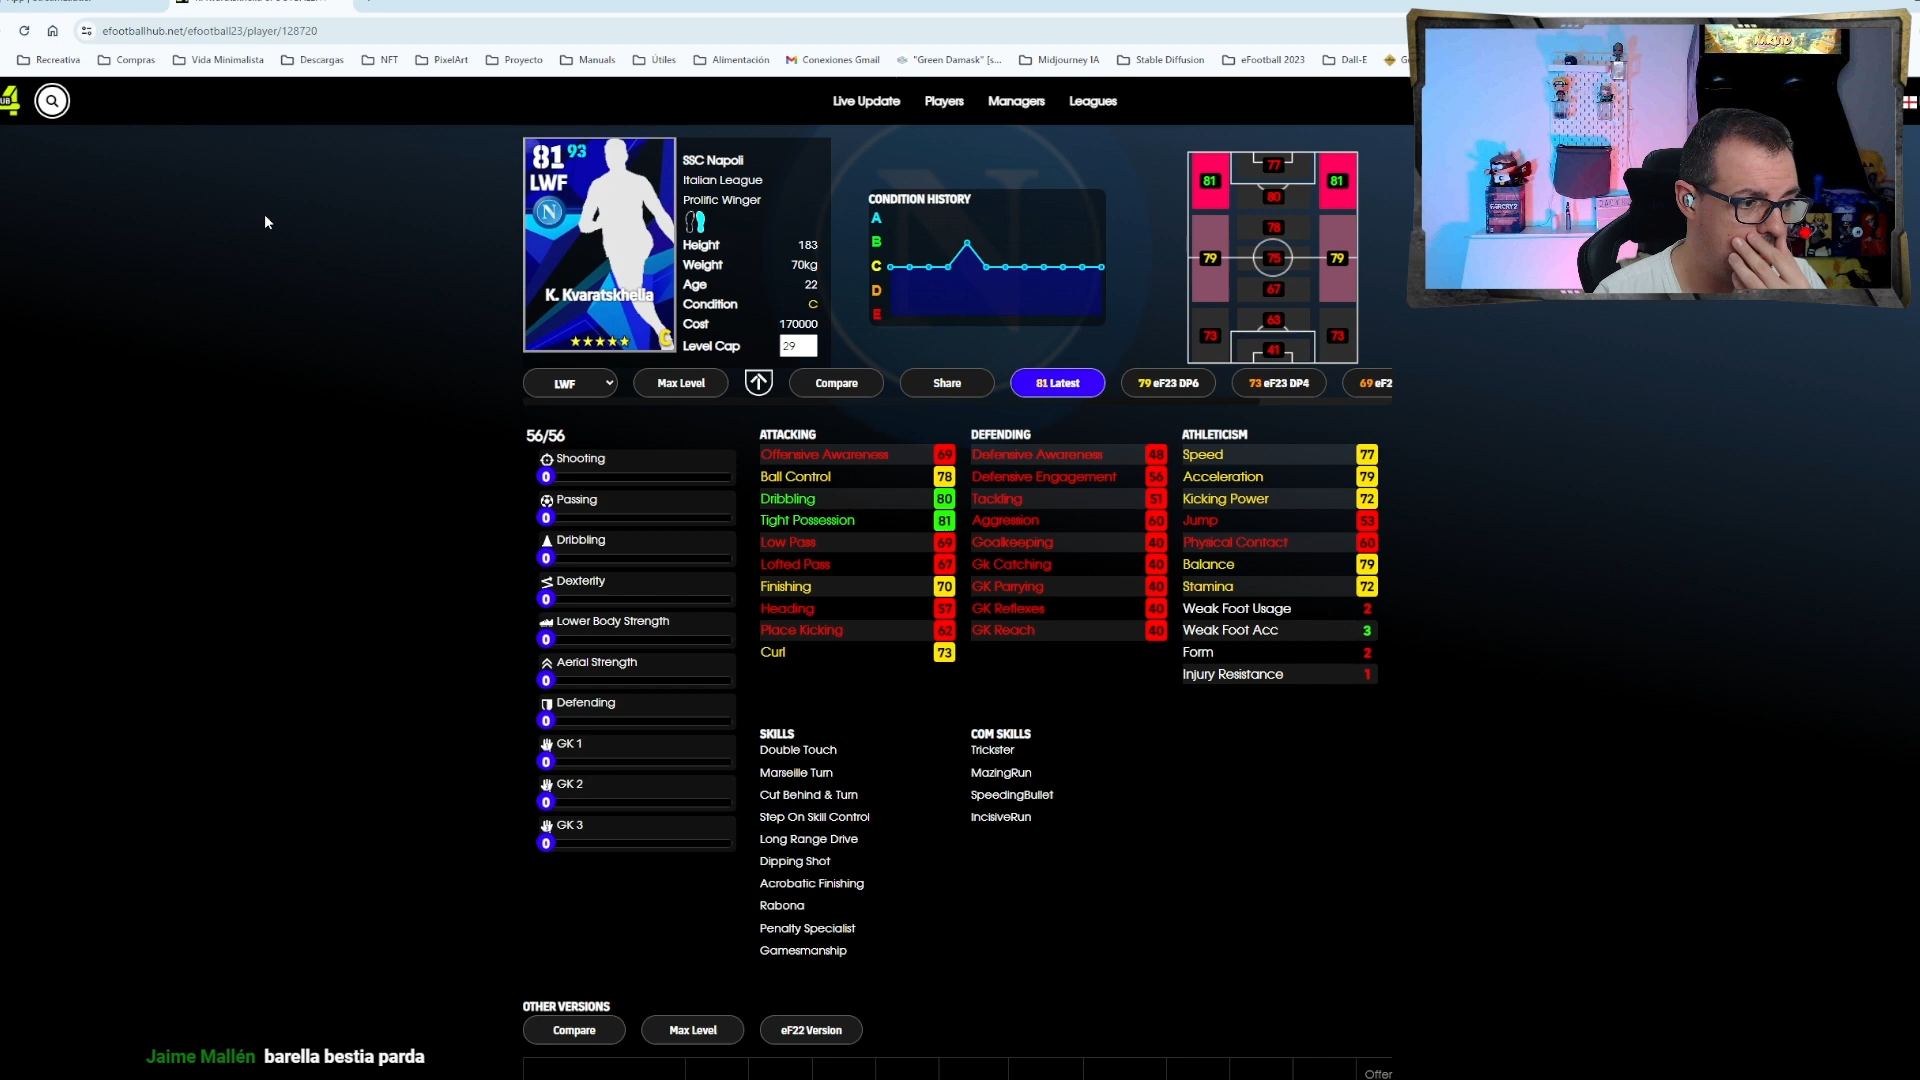 efootballhub.net/efootball23/player/128720
Recreativa
Compras
Vida Minimalista
Descargas
NFT
PixelArt
Proyecto
Manuals
Útiles
Alimentación
Conexiones Gmail
"Green Damask" [s...
Midjourney IA
Stable Diffusion
eFootball 2023
Dall-E
Live Update
Players
Managers
Leagues
81 93
LWF
N
K. Kvaratskhelia
C
SSC Napoli
Italian League
Prolific Winger
Height 183
Weight 70kg
Age 22
Condition C
Cost 170000
Level Cap 29
CONDITION HISTORY
A
B
C
D
E
77
81 81
80
78
79 75 79
67
63
73 73
41
LWF
Max Level
Compare
Share
81 Latest
79 eF23 DP6
73 eF23 DP4
69 eF2
56/56
Shooting
0
Passing
0
Dribbling
0
Dexterity
0
Lower Body Strength
0
Aerial Strength
0
Defending
0
GK 1
0
GK 2
0
GK 3
0
ATTACKING
Offensive Awareness 69
Ball Control 78
Dribbling 80
Tight Possession 81
Low Pass 69
Lofted Pass 67
Finishing 70
Heading 57
Place Kicking 62
Curl 73
DEFENDING
Defensive Awareness 48
Defensive Engagement 56
Tackling 51
Aggression 60
Goalkeeping 40
Gk Catching 40
GK Parrying 40
GK Reflexes 40
GK Reach 40
ATHLETICISM
Speed 77
Acceleration 79
Kicking Power 72
Jump 53
Physical Contact 60
Balance 79
Stamina 72
Weak Foot Usage 2
Weak Foot Acc 3
Form 2
Injury Resistance 1
SKILLS
Double Touch
Marseille Turn
Cut Behind & Turn
Step On Skill Control
Long Range Drive
Dipping Shot
Acrobatic Finishing
Rabona
Penalty Specialist
Gamesmanship
COM SKILLS
Trickster
MazingRun
SpeedingBullet
IncisiveRun
OTHER VERSIONS
Compare
Max Level
eF22 Version
Offer
Jaime Mallén barella bestia parda